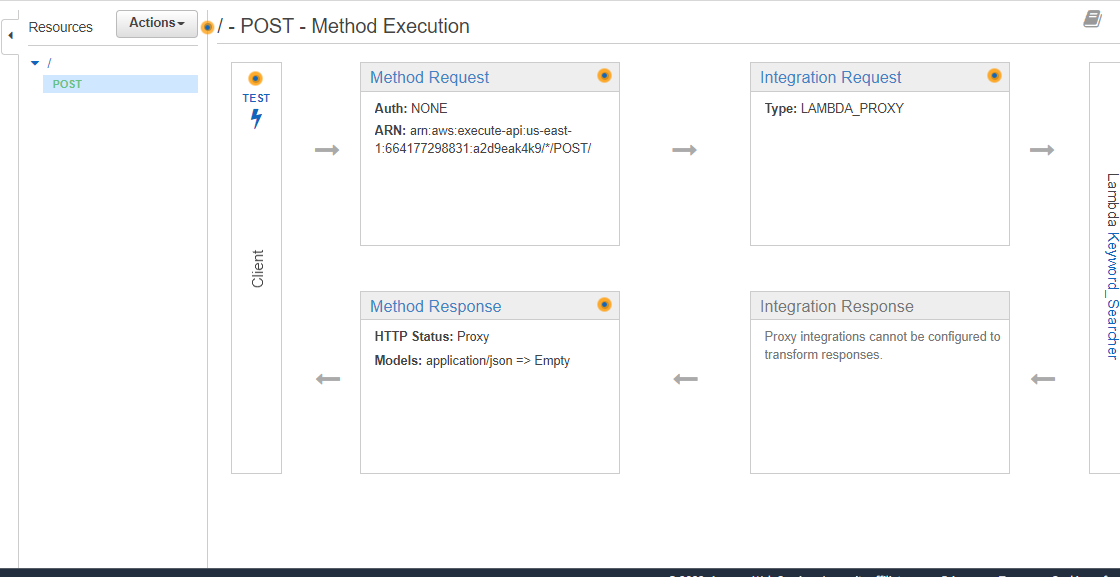 Resources
Actions
/ - POST - Method Execution
/
POST
TEST
Client
Method Request
Auth: NONE
ARN: arn:aws:execute-api:us-east-
1:664177298831:a2d9eak4k9/*/POST/
Integration Request
Type: LAMBDA_PROXY
Lambda Keyword_Searcher
Method Response
HTTP Status: Proxy
Models: application/json => Empty
Integration Response
Proxy integrations cannot be configured to
transform responses.